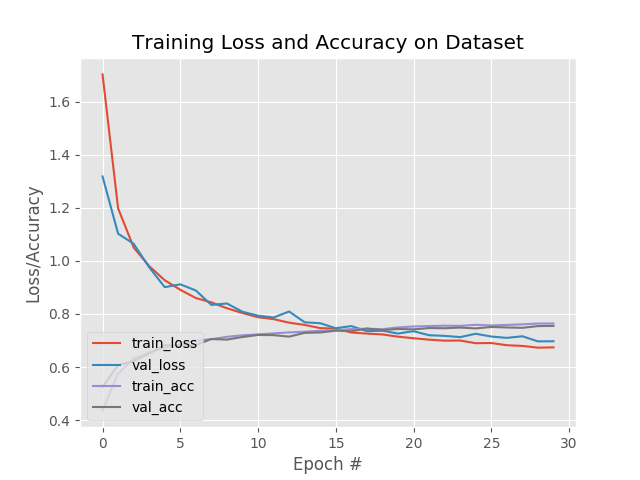 Training Loss and Accuracy on Dataset
Loss/Accuracy
1.6
1.4
1.2
1.0
0.8
0.6
0.4
train_loss
val_loss
train_acc
val_acc
0 5 10 15 20 25 30
Epoch #